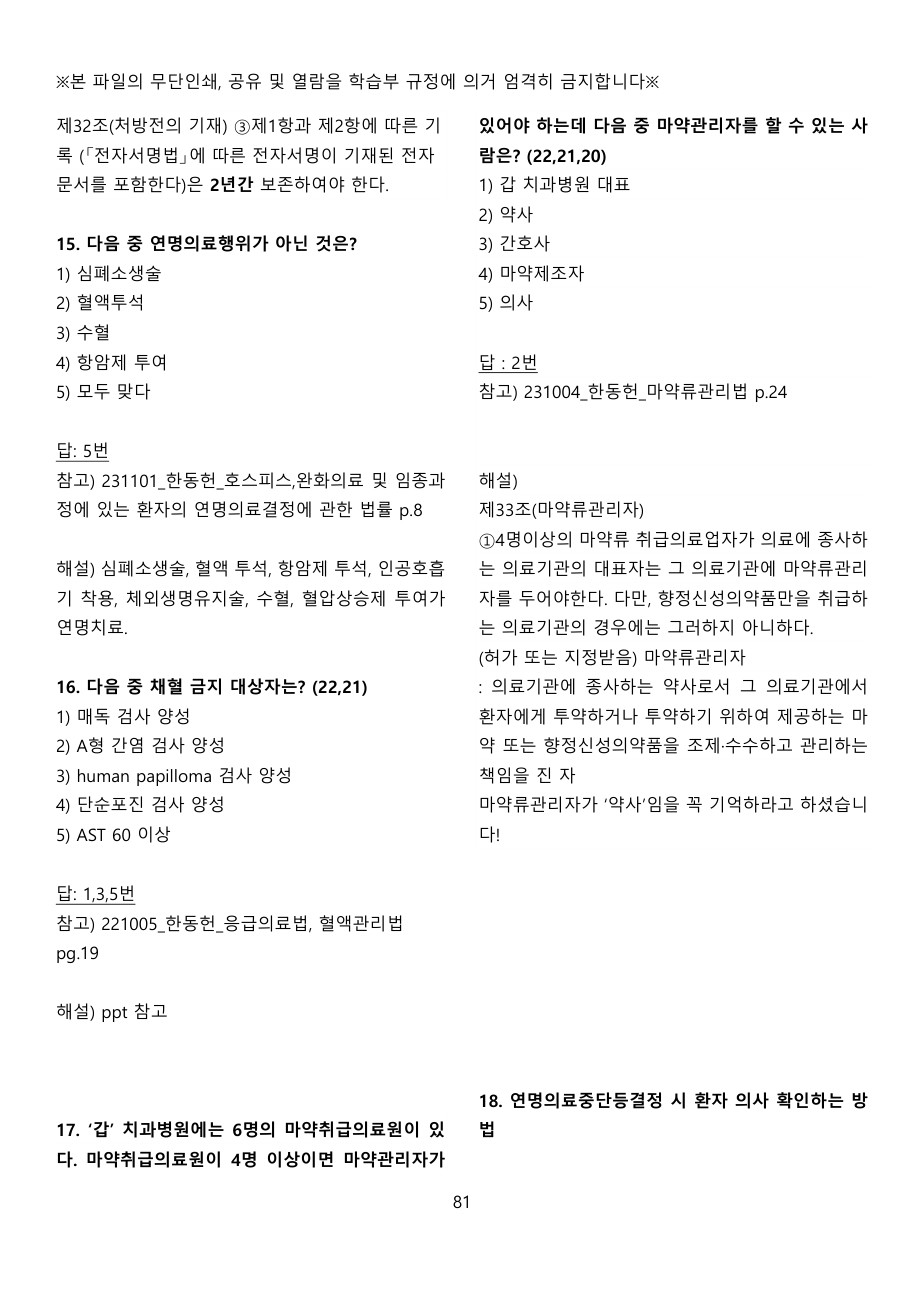 ※본 파일의 무단인쇄, 공유 및 열람을 학습부 규정에 의거 엄격히 금지합니다※
제32조(처방전의 기재) ③제1항과 제2항에 따른 기
록 (「전자서명법」에 따른 전자서명이 기재된 전자
문서를 포함한다)은 2년간 보존하여야 한다.
15. 다음 중 연명의료행위가 아닌 것은?
1) 심폐소생술
2) 혈액투석
3) 수혈
4) 항암제 투여
5) 모두 맞다
답: 5번
참고) 231101_한동헌_호스피스,완화의료 및 임종과
정에 있는 환자의 연명의료결정에 관한 법률 p.8
해설) 심폐소생술, 혈액 투석, 항암제 투석, 인공호흡
기 착용, 체외생명유지술, 수혈, 혈압상승제 투여가
연명치료.
16. 다음 중 채혈 금지 대상자는? (22,21)
1) 매독 검사 양성
2) A형 간염 검사 양성
3) human papilloma 검사 양성
4) 단순포진 검사 양성
5) AST 60 이상
답: 1,3,5번
참고) 221005_한동헌_응급의료법, 혈액관리법
pg.19
해설) ppt 참고
17. ‘갑’ 치과병원에는 6명의 마약취급의료원이 있
다. 마약취급의료원이 4명 이상이면 마약관리자가
있어야 하는데 다음 중 마약관리자를 할 수 있는 사
람은? (22,21,20)
1) 갑 치과병원 대표
2) 약사
3) 간호사
4) 마약제조자
5) 의사
답 : 2번
참고) 231004_한동헌_마약류관리법 p.24
해설)
제33조(마약류관리자)
①4명이상의 마약류 취급의료업자가 의료에 종사하
는 의료기관의 대표자는 그 의료기관에 마약류관리
자를 두어야한다. 다만, 향정신성의약품만을 취급하
는 의료기관의 경우에는 그러하지 아니하다.
(허가 또는 지정받음) 마약류관리자
: 의료기관에 종사하는 약사로서 그 의료기관에서
환자에게 투약하거나 투약하기 위하여 제공하는 마
약 또는 향정신성의약품을 조제·수수하고 관리하는
책임을 진 자
마약류관리자가 ‘약사’임을 꼭 기억하라고 하셨습니
다!
18. 연명의료중단등결정 시 환자 의사 확인하는 방
법
81